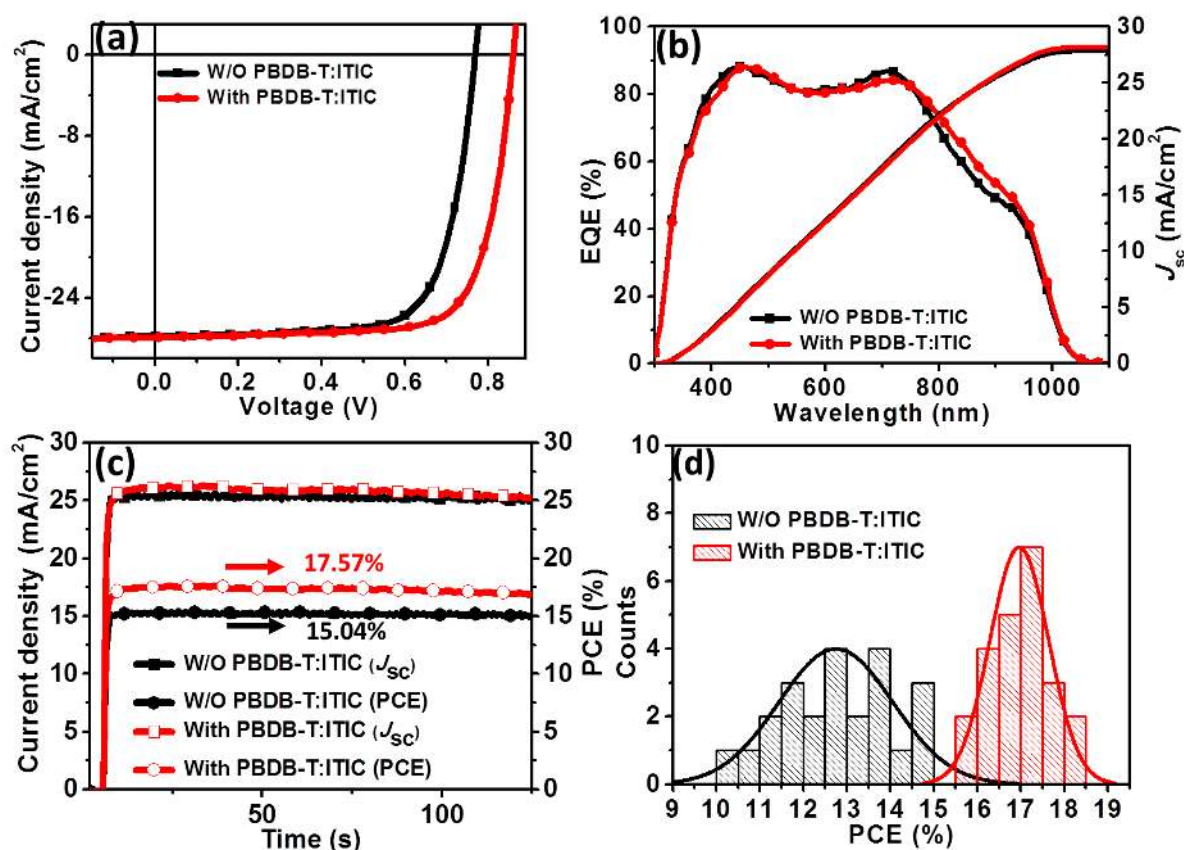 (a)
W/O PBDB-T:ITIC
With PBDB-T:ITIC
0
-8
-16
-24
Current density (mA/cm²)
0.0 0.2 0.4 0.6 0.8
Voltage (V)
(b)
100
80
60
40
20
0
EQE (%)
30
25
20
15
10
5
0
Jsc (mA/cm²)
W/O PBDB-T:ITIC
With PBDB-T:ITIC
400 600 800 1000
Wavelength (nm)
(c)
30
25
20
15
10
5
0
Current density (mA/cm²)
30
25
20
15
10
5
0
PCE (%)
17.57%
15.04%
W/O PBDB-T:ITIC (JSC)
W/O PBDB-T:ITIC (PCE)
With PBDB-T:ITIC (JSC)
With PBDB-T:ITIC (PCE)
50 100
Time (s)
(d)
10
8
6
4
2
0
Counts
W/O PBDB-T:ITIC
With PBDB-T:ITIC
9 10 11 12 13 14 15 16 17 18 19
PCE (%)